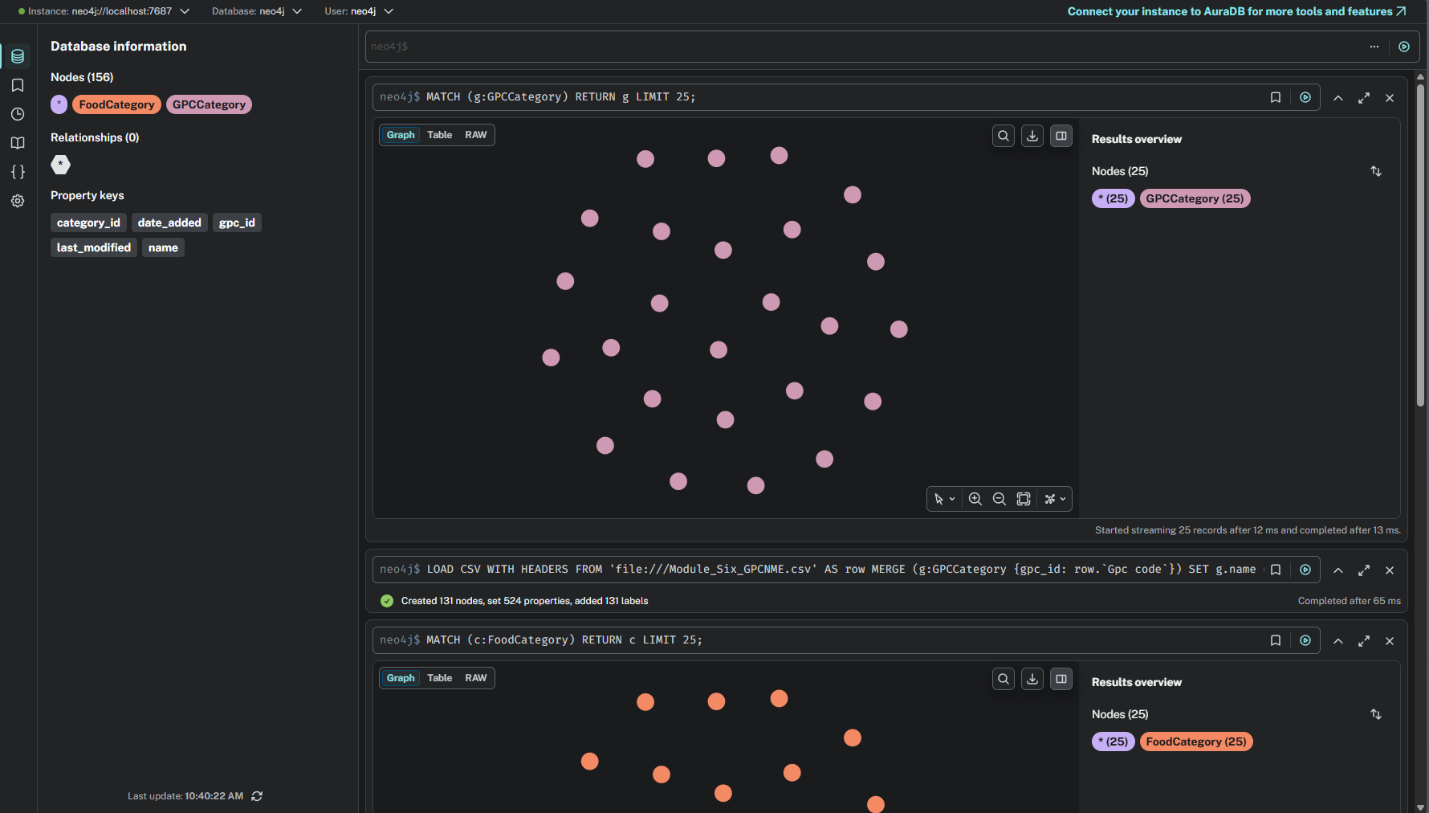 Instance: neo4j://localhost:7687 Database: neo4j User: neo4j Connect your instance to AuraDB for more tools and features
Database information
Nodes (156)
* FoodCategory GPCCategory
Relationships (0)
*
Property keys
category_id date_added gpc_id
last_modified name
Last update: 10:40:22 AM
neo4j$
neo4j$ MATCH (g:GPCCategory) RETURN g LIMIT 25;
Graph Table RAW
Results overview
Nodes (25)
* (25) GPCCategory (25)
Started streaming 25 records after 12 ms and completed after 13 ms.
neo4j$ LOAD CSV WITH HEADERS FROM 'file:///Module_Six_GPCNME.csv' AS row MERGE (g:GPCCategory {gpc_id: row.`Gpc code`}) SET g.name
Created 131 nodes, set 524 properties, added 131 labels Completed after 65 ms
neo4j$ MATCH (c:FoodCategory) RETURN c LIMIT 25;
Graph Table RAW
Results overview
Nodes (25)
* (25) FoodCategory (25)